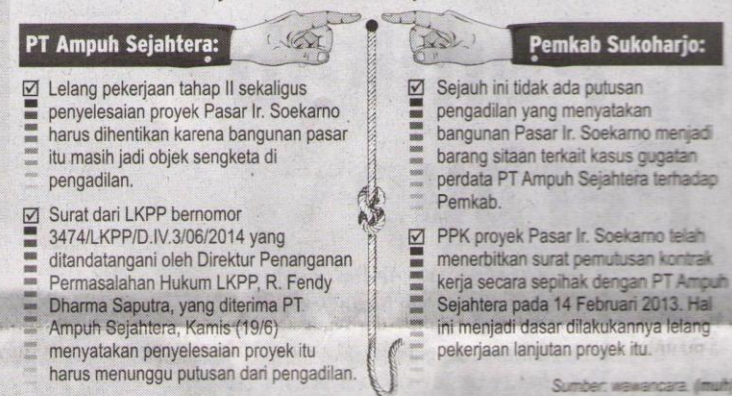 PT Ampuh Sejahtera:
☑ Lelang pekerjaan tahap II sekaligus
penyelesaian proyek Pasar Ir. Soekarno
harus dihentikan karena bangunan pasar
itu masih jadi objek sengketa di
pengadilan.
☑ Surat dari LKPP bernomor
3474/LKPP/D.IV.3/06/2014 yang
ditandatangani oleh Direktur Penanganan
Permasalahan Hukum LKPP, R. Fendy
Dharma Saputra, yang diterima PT
Ampuh Sejahtera, Kamis (19/6)
menyatakan penyelesaian proyek itu
harus menunggu putusan dari pengadilan.
Pemkab Sukoharjo:
☑ Sejauh ini tidak ada putusan
pengadilan yang menyatakan
bangunan Pasar Ir. Soekarno menjadi
barang sitaan terkait kasus gugatan
perdata PT Ampuh Sejahtera terhadap
Pemkab.
☑ PPK proyek Pasar Ir. Soekarno telah
menerbitkan surat pemutusan kontrak
kerja secara sepihak dengan PT Ampuh
Sejahtera pada 14 Februari 2013. Hal
ini menjadi dasar dilakukannya lelang
pekerjaan lanjutan proyek itu.
Sumber: wawancara. (muh)